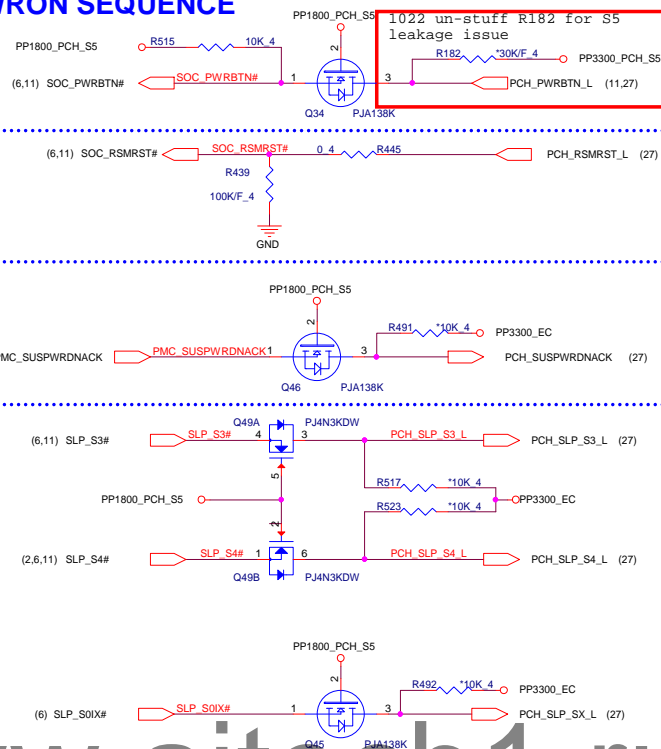 WRON SEQUENCE
1022 un-stuff R182 for S5
leakage issue
PP1800_PCH_S5
PP1800_PCH_S5
R515
10K_4
2
R182
*30K/F_4
PP3300_PCH_S5
(6,11) SOC_PWRBTN#
SOC_PWRBTN#
1
3
PCH_PWRBTN_L (11,27)
Q34
PJA138K
(6,11) SOC_RSMRST#
SOC_RSMRST#
0_4
R445
PCH_RSMRST_L (27)
R439
100K/F_4
GND
PP1800_PCH_S5
2
R491
*10K_4
PP3300_EC
MC_SUSPWRDNACK
PMC_SUSPWRDNACK
1
3
PCH_SUSPWRDNACK (27)
Q46
PJA138K
Q49A
PJ4N3KDW
(6,11) SLP_S3#
SLP_S3#
4
3
PCH_SLP_S3_L
PCH_SLP_S3_L (27)
5
R517
*10K_4
PP1800_PCH_S5
PP3300_EC
R523
*10K_4
2
(2,6,11) SLP_S4#
SLP_S4#
1
6
PCH_SLP_S4_L
PCH_SLP_S4_L (27)
Q49B
PJ4N3KDW
PP1800_PCH_S5
2
R492
*10K_4
PP3300_EC
(6) SLP_S0IX#
SLP_S0IX#
1
3
PCH_SLP_SX_L (27)
Q45
PJA138K